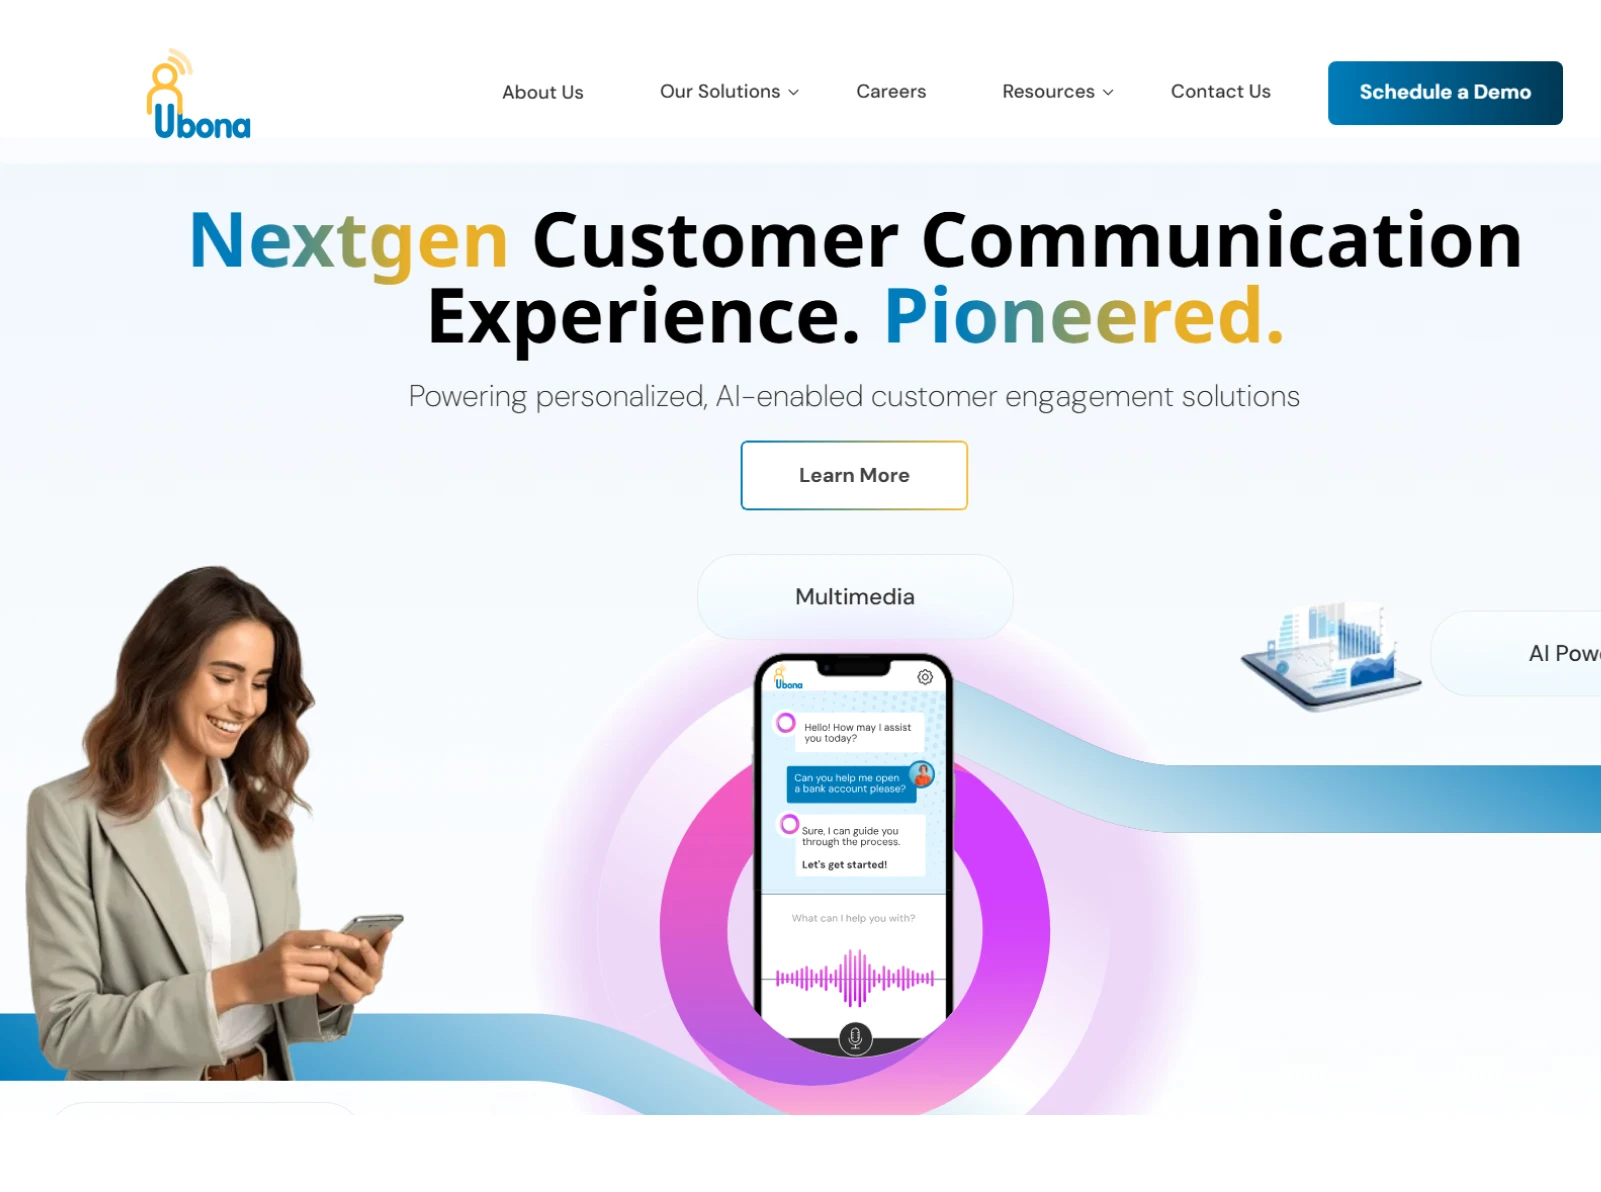 Ubona
About Us
Our Solutions
Careers
Resources
Contact Us
Schedule a Demo
Nextgen Customer Communication
Experience. Pioneered.
Powering personalized, AI-enabled customer engagement solutions
Learn More
Multimedia
AI Pow
Ubona
Hello! How may I assist
you today?
Can you help me open
a bank account please?
Sure, I can guide you
through the process.
Let's get started!
What can I help you with?